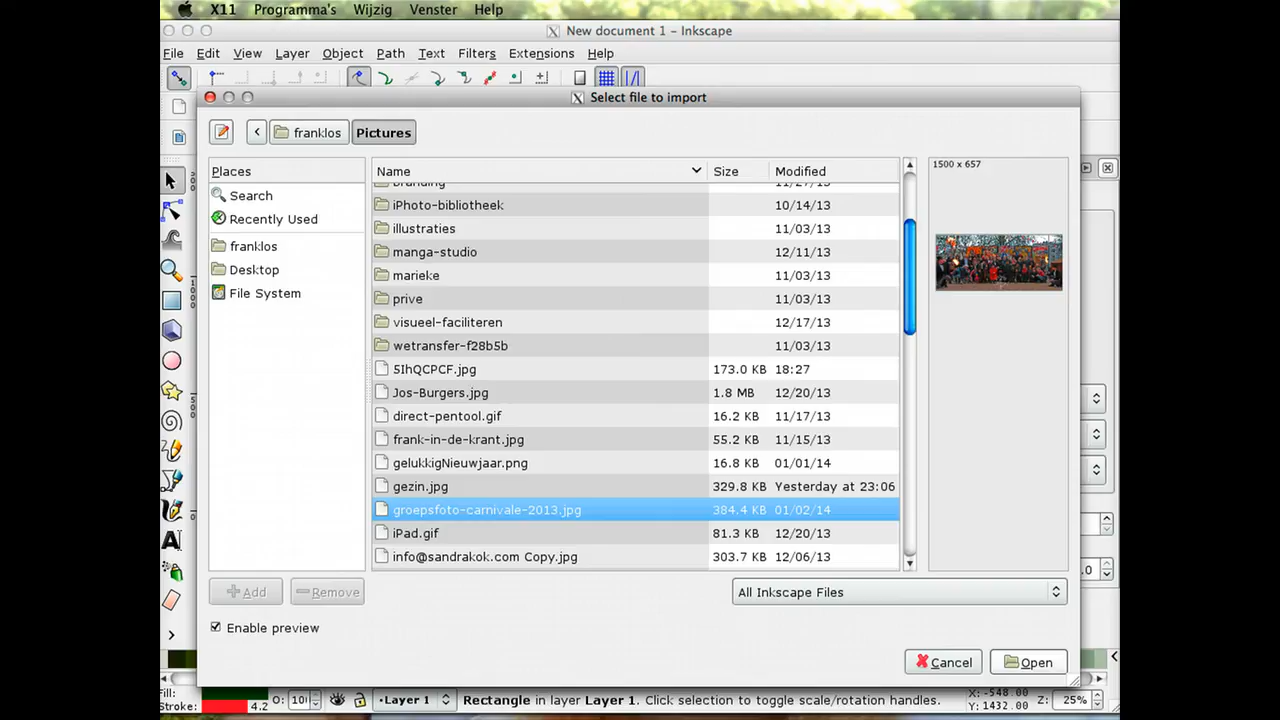 X11 Programma's Wijzig Venster Help
New document 1 - Inkscape
File Edit View Layer Object Path Text Filters Extensions Help
Select file to import
franklos Pictures
Places
Search
Recently Used
franklos
Desktop
File System
Name Size Modified
Branding 11/27/13
iPhoto-bibliotheek 10/14/13
illustraties 11/03/13
manga-studio 12/11/13
marieke 11/03/13
prive 11/03/13
visueel-faciliteren 12/17/13
wetransfer-f28b5b 11/03/13
5IhQCPCF.jpg 173.0 KB 18:27
Jos-Burgers.jpg 1.8 MB 12/20/13
direct-pentool.gif 16.2 KB 11/17/13
frank-in-de-krant.jpg 55.2 KB 11/15/13
gelukkigNieuwjaar.png 16.8 KB 01/01/14
gezin.jpg 329.8 KB Yesterday at 23:06
groepsfoto-carnivale-2013.jpg 384.4 KB 01/02/14
iPad.gif 81.3 KB 12/20/13
info@sandrakok.com Copy.jpg 303.7 KB 12/06/13
1500 x 657
Add Remove
All Inkscape Files
Enable preview
Cancel Open
Fill:
Stroke: 4.2 O: 10
Layer 1
Rectangle in layer Layer 1. Click selection to toggle scale/rotation handles.
X: -548.00
Y: 1432.00
Z: 25%